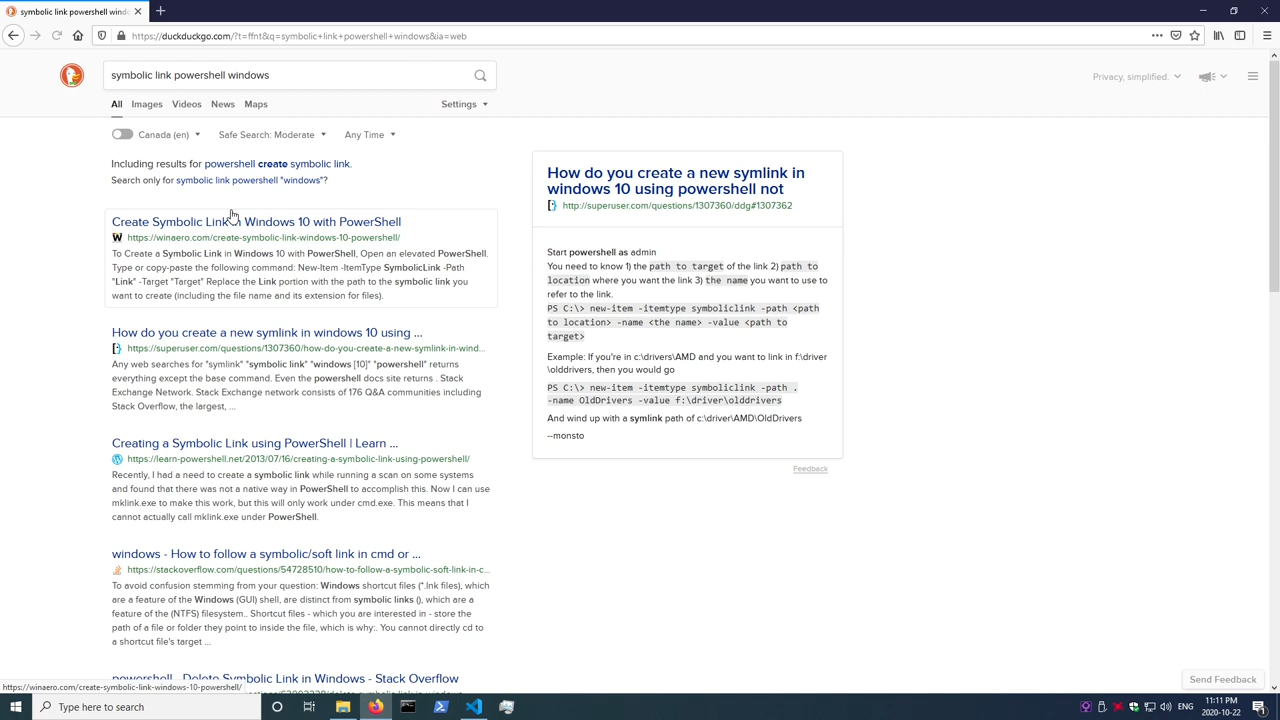 symbolic link powershell windo
https://duckduckgo.com/?t=ffnt&q=symbolic+link+powershell+windows&ia=web
symbolic link powershell windows
Privacy, simplified.
All Images Videos News Maps Settings
Canada (en) Safe Search: Moderate Any Time
Including results for powershell create symbolic link.
Search only for symbolic link powershell "windows"?
Create Symbolic Link Windows 10 with PowerShell
W https://winaero.com/create-symbolic-link-windows-10-powershell/
To Create a Symbolic Link in Windows 10 with PowerShell, Open an elevated PowerShell.
Type or copy-paste the following command: New-Item -ItemType SymbolicLink -Path
"Link" -Target "Target" Replace the Link portion with the path to the symbolic link you
want to create (including the file name and its extension for files).
How do you create a new symlink in windows 10 using ...
https://superuser.com/questions/1307360/how-do-you-create-a-new-symlink-in-wind...
Any web searches for "symlink" "symbolic link" "windows [10]" "powershell" returns
everything except the base command. Even the powershell docs site returns . Stack
Exchange Network. Stack Exchange network consists of 176 Q&A communities including
Stack Overflow, the largest, ...
Creating a Symbolic Link using PowerShell | Learn ...
https://learn-powershell.net/2013/07/16/creating-a-symbolic-link-using-powershell/
Recently, I had a need to create a symbolic link while running a scan on some systems
and found that there was not a native way in PowerShell to accomplish this. Now I can use
mklink.exe to make this work, but this will only work under cmd.exe. This means that I
cannot actually call mklink.exe under PowerShell.
windows - How to follow a symbolic/soft link in cmd or ...
https://stackoverflow.com/questions/54728510/how-to-follow-a-symbolic-soft-link-in-c...
To avoid confusion stemming from your question: Windows shortcut files (*.lnk files), which
are a feature of the Windows (GUI) shell, are distinct from symbolic links (), which are a
feature of the (NTFS) filesystem.. Shortcut files - which you are interested in - store the
path of a file or folder they point to inside the file, which is why:. You cannot directly cd to
a shortcut file's target ...
powershell - Delete Symbolic Link in Windows - Stack Overflow
How do you create a new symlink in
windows 10 using powershell not
http://superuser.com/questions/1307360/ddg#1307362
Start powershell as admin
You need to know 1) the path to target of the link 2) path to
location where you want the link 3) the name you want to use to
refer to the link.
PS C:\> new-item -itemtype symboliclink -path <path
to location> -name <the name> -value <path to
target>
Example: If you're in c:\drivers\AMD and you want to link in f:\driver
\olddrivers, then you would go
PS C:\> new-item -itemtype symboliclink -path .
-name OldDrivers -value f:\driver\olddrivers
And wind up with a symlink path of c:\driver\AMD\OldDrivers
--monsto
Feedback
Send Feedback
https://winaero.com/create-symbolic-link-windows-10-powershell/
Type here to search
ENG
11:11 PM
2020-10-22